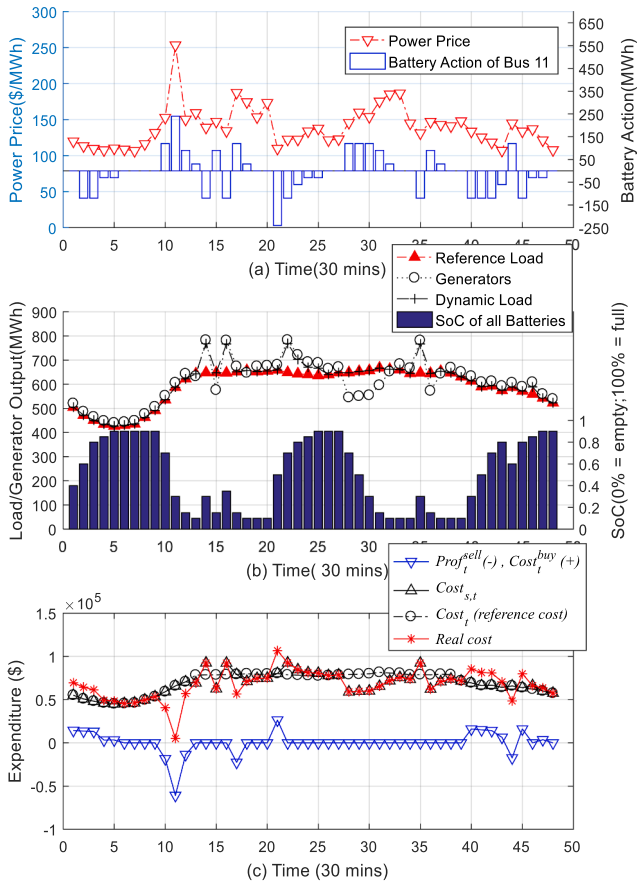 300
250
200
150
100
50
0
Power Price($/MWh)
650
550
450
350
250
150
50
-50
-150
-250
Battery Action(MWh)
Power Price
Battery Action of Bus 11
0 5 10 15 20 25 30 35 40 45 50
(a) Time(30 mins)
Reference Load
Generators
Dynamic Load
SoC of all Batteries
900
800
700
600
500
400
300
200
100
0
Load/Generator Output(MWh)
1
0.8
0.6
0.4
0.2
0
SoC(0% = empty;100% = full)
0 5 10 15 20 25 30 35 40 45 50
(b) Time( 30 mins)
Prof_t^sell(-) , Cost_t^buy (+)
Cost_s,t
Cost_t (reference cost)
Real cost
×10^5
1.5
1
0.5
0
-0.5
-1
Expenditure ($)
0 5 10 15 20 25 30 35 40 45 50
(c) Time (30 mins)